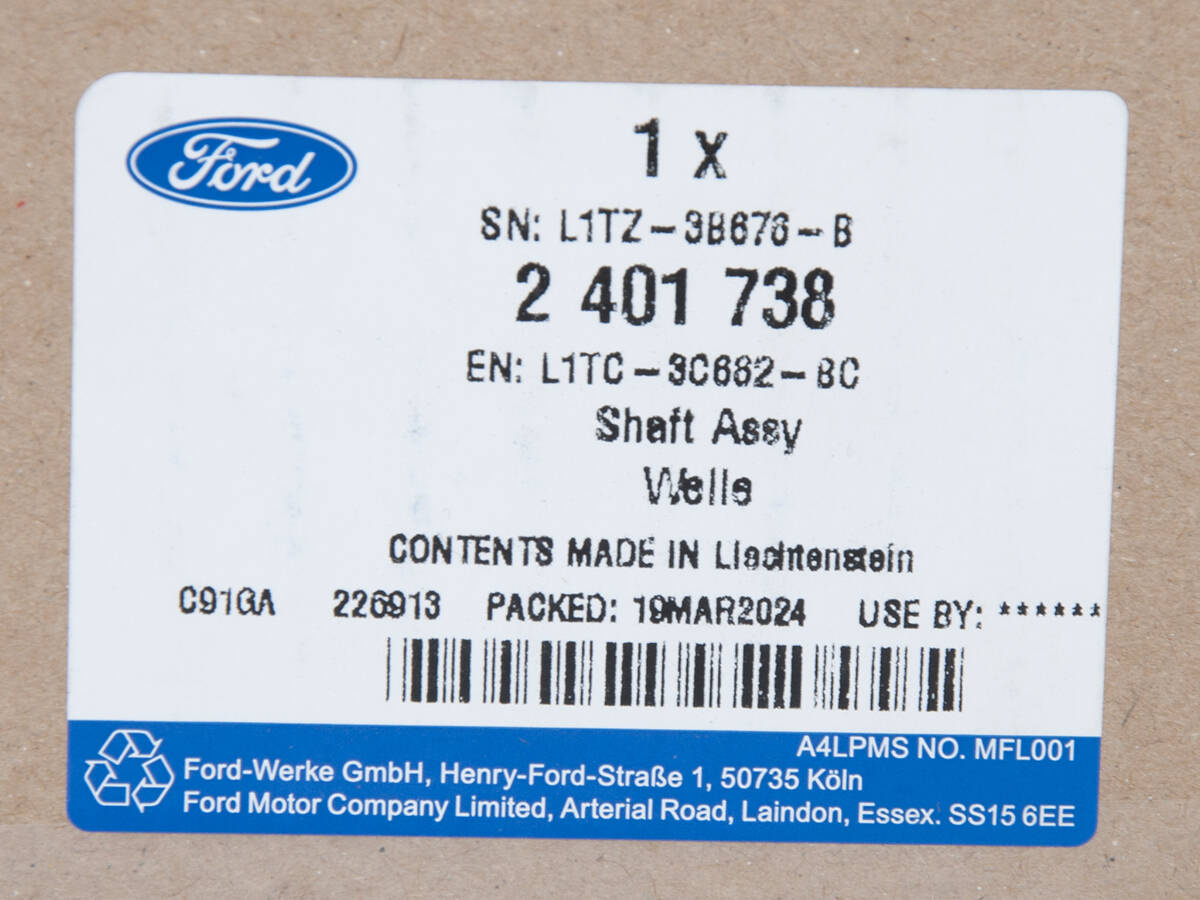 Ford
1 x
SN: L1TZ-3B676-B
2 401 738
EN: L1TC-3C662-BC
Shaft Assy
Welle
CONTENTS MADE IN Liechtenstein
C91GA 226913 PACKED: 19MAR2024 USE BY: ******
A4LPMS NO. MFL001
Ford-Werke GmbH, Henry-Ford-Straße 1, 50735 Köln
Ford Motor Company Limited, Arterial Road, Laindon, Essex. SS15 6EE